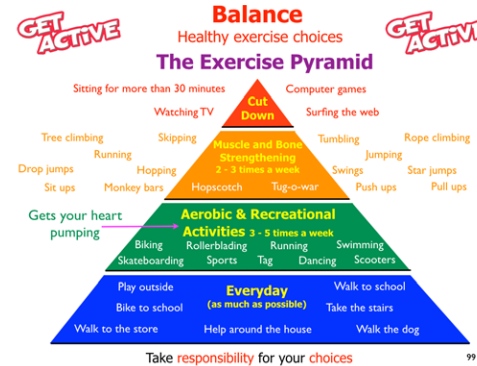 Balance
GET ACTIVE
GET ACTIVE
Healthy exercise choices
The Exercise Pyramid
Sitting for more than 30 minutes
Computer games
Watching TV
Cut
Down
Surfing the web
Tree climbing
Skipping
Tumbling
Rope climbing
Running
Muscle and Bone
Strengthening
2 - 3 times a week
Jumping
Drop jumps
Hopping
Swings
Star jumps
Sit ups
Monkey bars
Hopscotch
Tug-o-war
Push ups
Pull ups
Gets your heart
pumping
Aerobic & Recreational
Activities 3 - 5 times a week
Biking
Rollerblading
Running
Swimming
Skateboarding
Sports
Tag
Dancing
Scooters
Play outside
Everyday
(as much as possible)
Walk to school
Bike to school
Take the stairs
Walk to the store
Help around the house
Walk the dog
Take responsibility for your choices
99